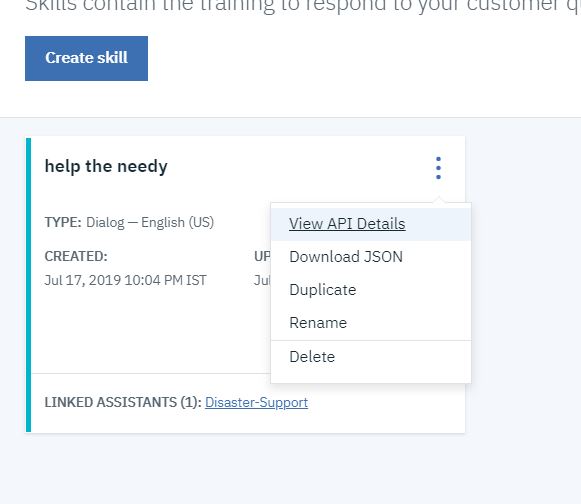 Skills contain the training to respond to your customer
Create skill
help the needy
View API Details
TYPE: Dialog — English (US)
Download JSON
CREATED:
Jul 17, 2019 10:04 PM IST
Duplicate
Rename
Delete
LINKED ASSISTANTS (1): Disaster-Support